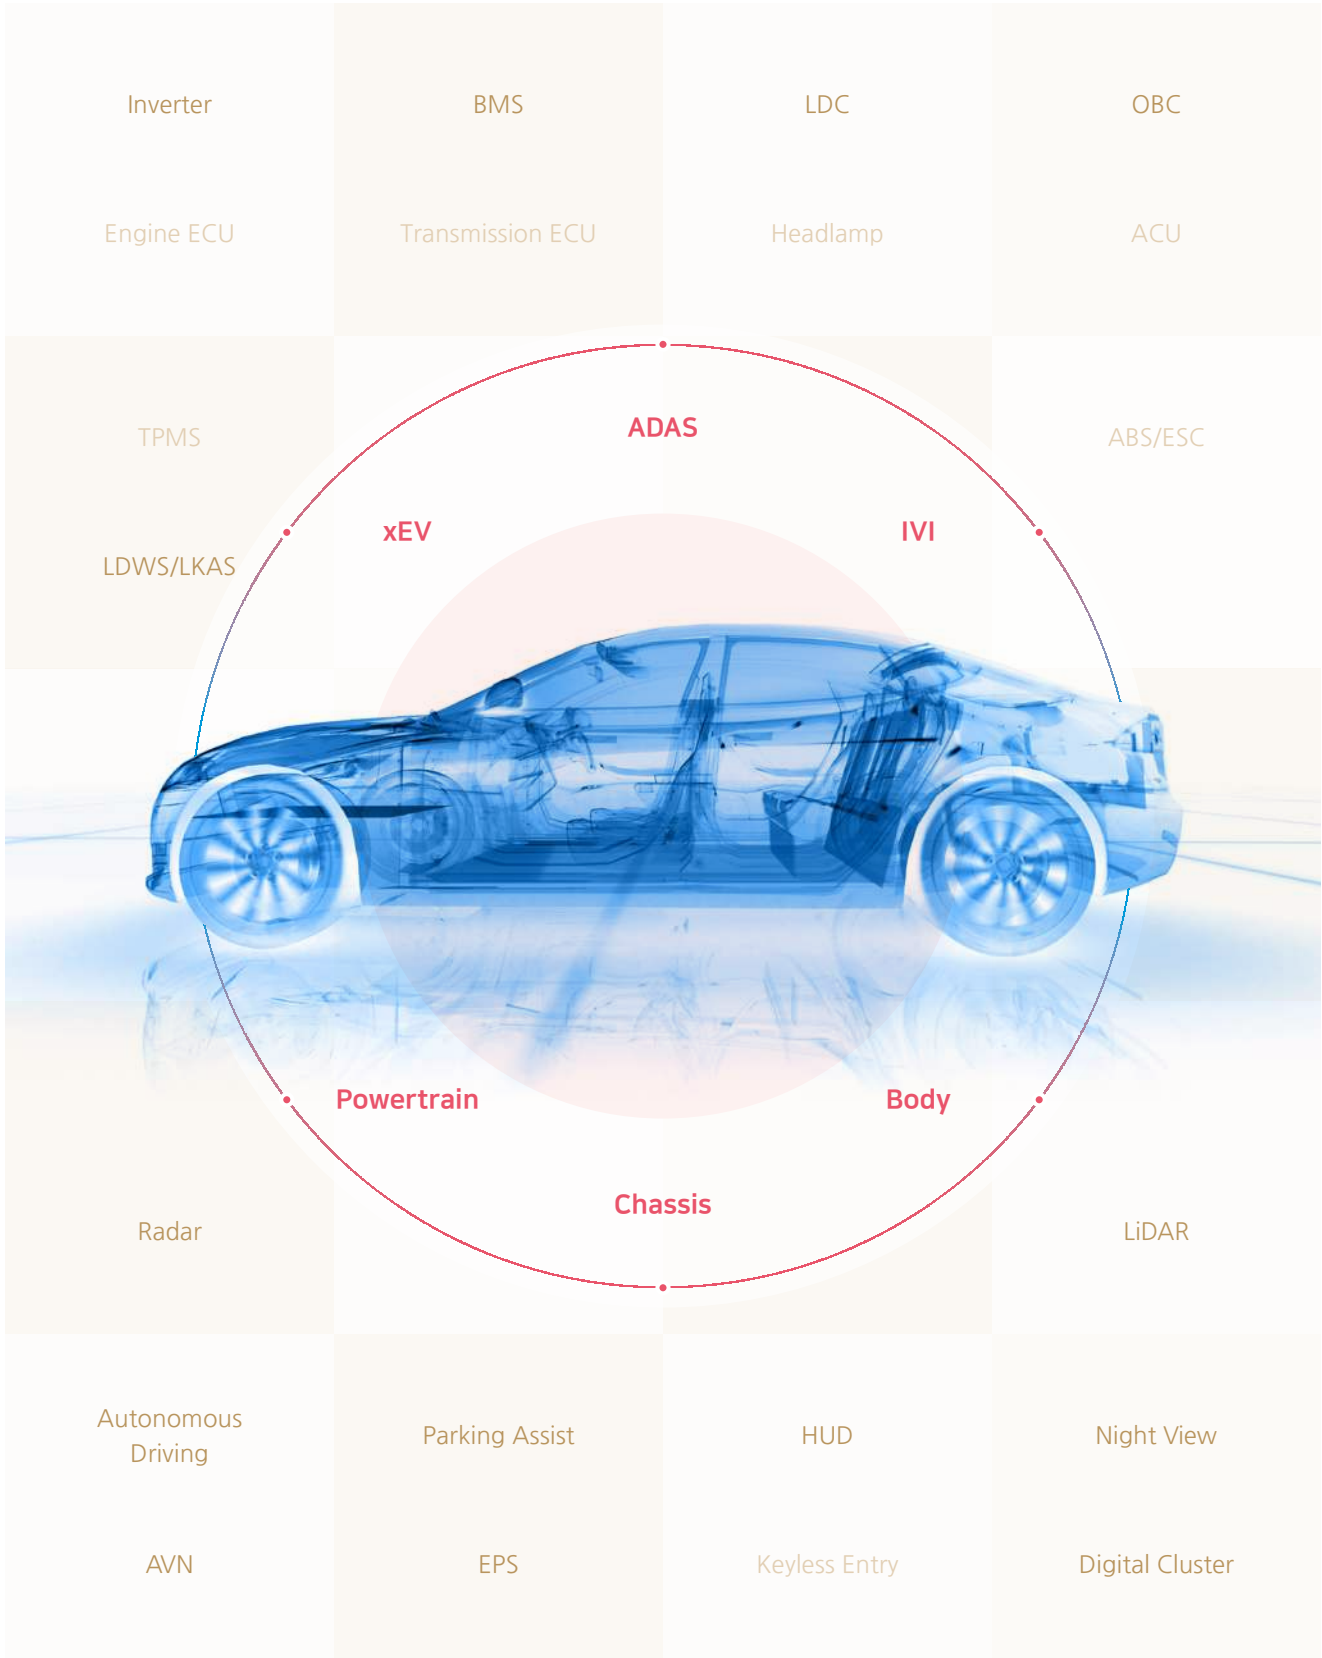 Inverter
BMS
LDC
OBC
Engine ECU
Transmission ECU
Headlamp
ACU
ADAS
TPMS
ABS/ESC
xEV
IVI
LDWS/LKAS
Powertrain
Body
Chassis
Radar
LiDAR
Autonomous
Driving
Parking Assist
HUD
Night View
AVN
EPS
Keyless Entry
Digital Cluster